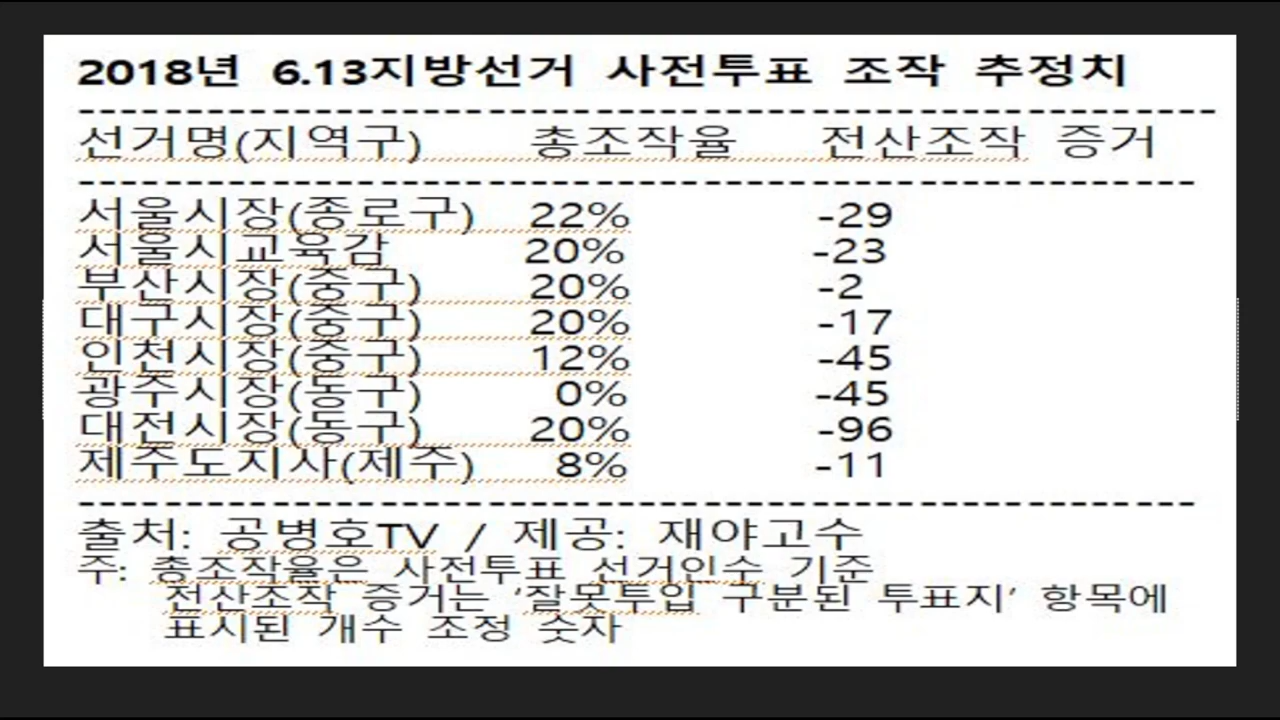 2018년 6.13지방선거 사전투표 조작 추정치
선거명(지역구) 총조작율 전산조작 증거
서울시장(종로구) 22% -29
서울시교육감 20% -23
부산시장(중구) 20% -2
대구시장(중구) 20% -17
인천시장(중구) 12% -45
광주시장(동구) 0% -45
대전시장(동구) 20% -96
제주도지사(제주) 8% -11
출처: 공병호TV / 제공: 재야고수
주: 총조작율은 사전투표 선거인수 기준
전산조작 증거는 '잘못투입 구분된 투표지' 항목에
표시된 개수 조정 숫자